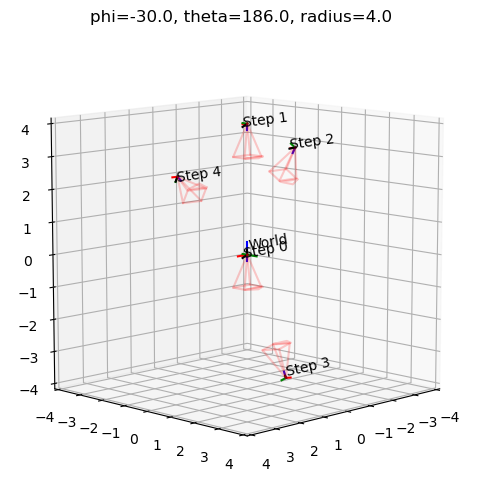 phi=-30.0, theta=186.0, radius=4.0
Step 1
Step 2
Step 4
World
Step 0
Step 3
4
3
2
1
0
−1
−2
−3
−4
−4 −3 −2 −1 0 1 2 3 4
4 3 2 1 0 −1 −2 −3 −4